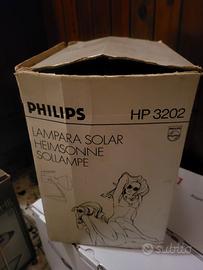 PHILIPS
HP 3202
LAMPARA SOLAR
HEIMSONNE
SOLLAMPE
subito